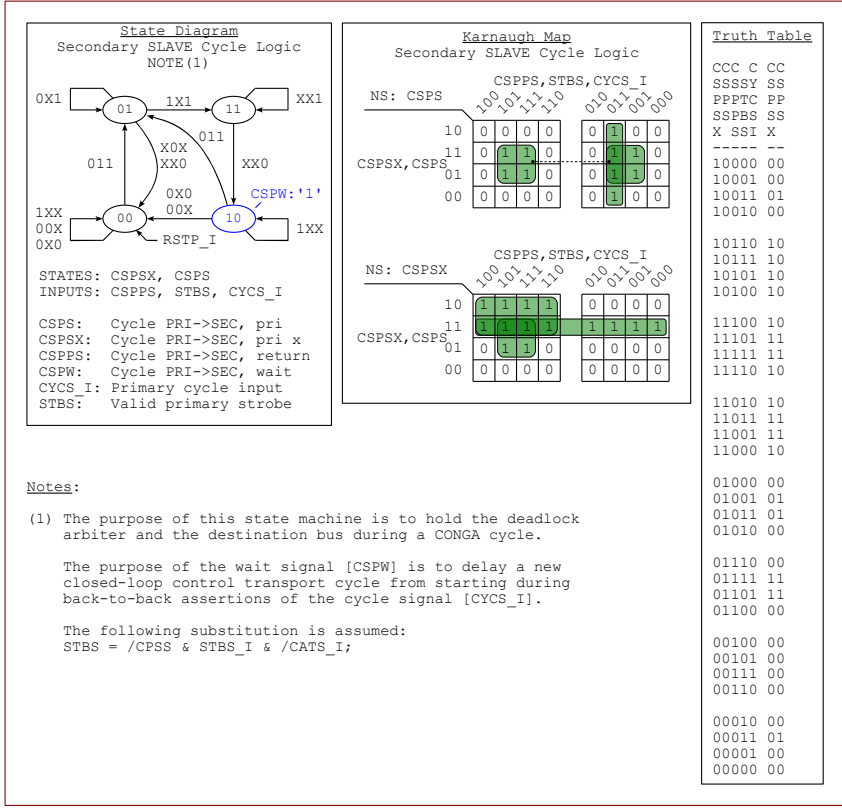 State Diagram
Secondary SLAVE Cycle Logic
NOTE(1)
0X1
01
1X1
11
XX1
011
X0X
XX0
011
XX0
CSPW:'1'
0X0
00X
1XX
00X
0X0
00
10
1XX
RSTP_I
STATES: CSPSX, CSPS
INPUTS: CSPPS, STBS, CYCS_I
CSPS: Cycle PRI->SEC, pri
CSPSX: Cycle PRI->SEC, pri x
CSPPS: Cycle PRI->SEC, return
CSPW: Cycle PRI->SEC, wait
CYCS_I: Primary cycle input
STBS: Valid primary strobe
Karnaugh Map
Secondary SLAVE Cycle Logic
CSPPS,STBS,CYCS_I
NS: CSPS
100 101 111 110 010 011 001 000
10 0 0 0 0 0 1 0 0
11 0 1 1 0 0 1 1 0
CSPSX,CSPS
01 0 1 1 0 0 1 1 0
00 0 0 0 0 0 1 0 0
CSPPS,STBS,CYCS_I
NS: CSPSX
100 101 111 110 010 011 001 000
10 1 1 1 1 0 0 0 0
11 1 1 1 1 1 1 1 1
CSPSX,CSPS
01 0 1 1 0 0 0 0 0
00 0 0 0 0 0 0 0 0
Truth Table
CCC C CC
SSSSY SS
PPPTC PP
SSPBS SS
X SSI X
----- --
10000 00
10001 00
10011 01
10010 00
10110 10
10111 10
10101 10
10100 10
11100 10
11101 11
11111 11
11110 10
11010 10
11011 11
11001 11
11000 10
01000 00
01001 01
01011 01
01010 00
01110 00
01111 11
01101 11
01100 00
00100 00
00101 00
00111 00
00110 00
00010 00
00011 01
00001 00
00000 00
Notes:
(1) The purpose of this state machine is to hold the deadlock
arbiter and the destination bus during a CONGA cycle.
The purpose of the wait signal [CSPW] is to delay a new
closed-loop control transport cycle from starting during
back-to-back assertions of the cycle signal [CYCS_I].
The following substitution is assumed:
STBS = /CPSS & STBS_I & /CATS_I;